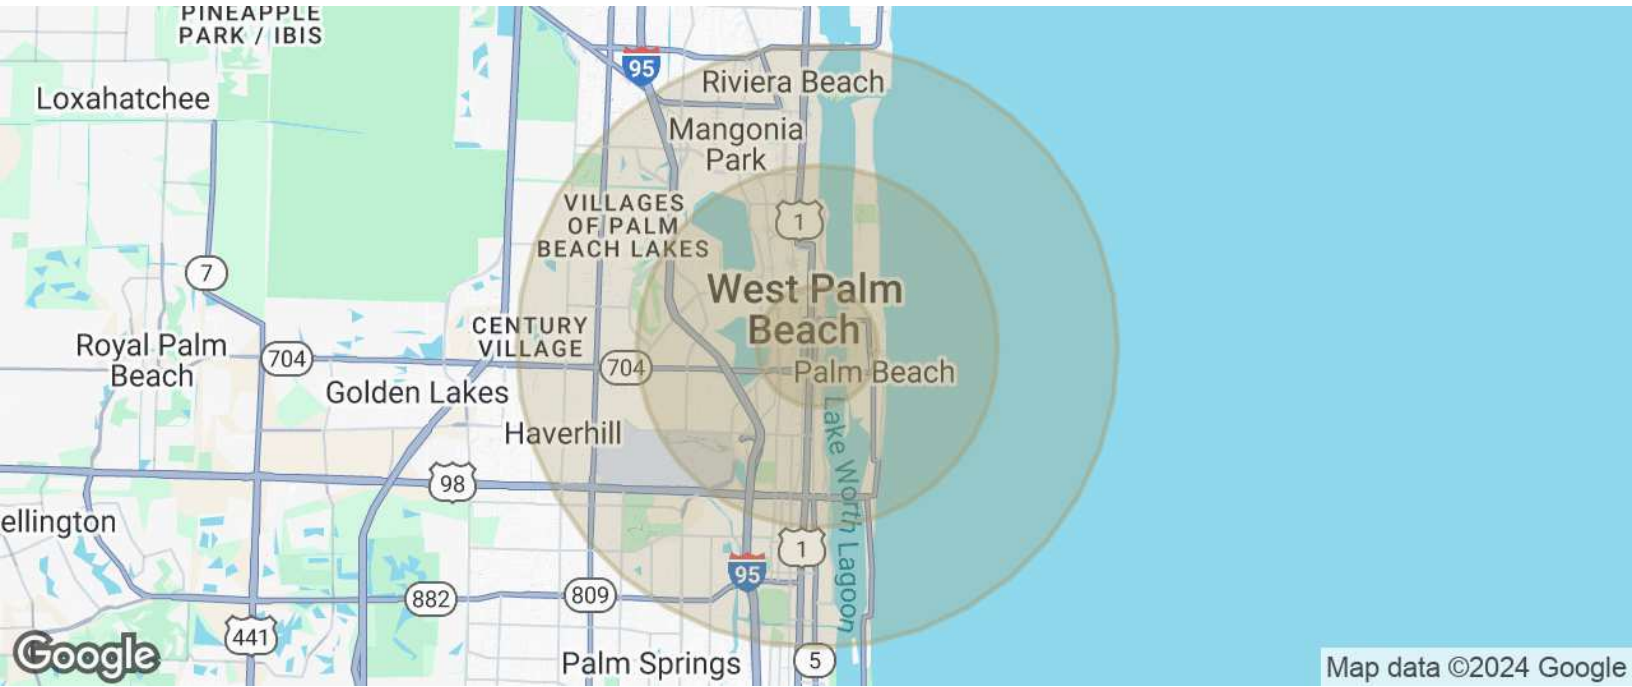 PINEAPPLE
PARK / IBIS
95
Riviera Beach
Loxahatchee
Mangonia
Park
VILLAGES
OF PALM
BEACH LAKES
1
7
West Palm
Beach
CENTURY
VILLAGE
Royal Palm
Beach
704
704
Palm Beach
Golden Lakes
Haverhill
Lake Worth Lagoon
98
ellington
1
95
882
809
441
Google
Palm Springs
5
Map data ©2024 Google